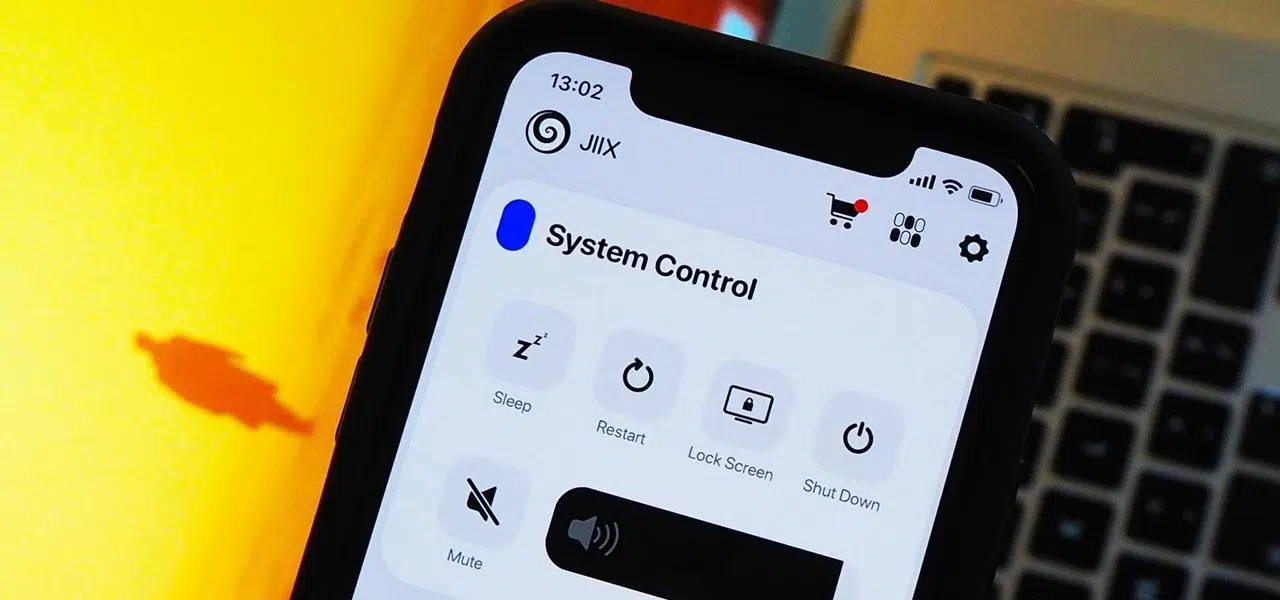 13:02
JIIX
System Control
Sleep
Restart
Lock Screen
Shut Down
Mute